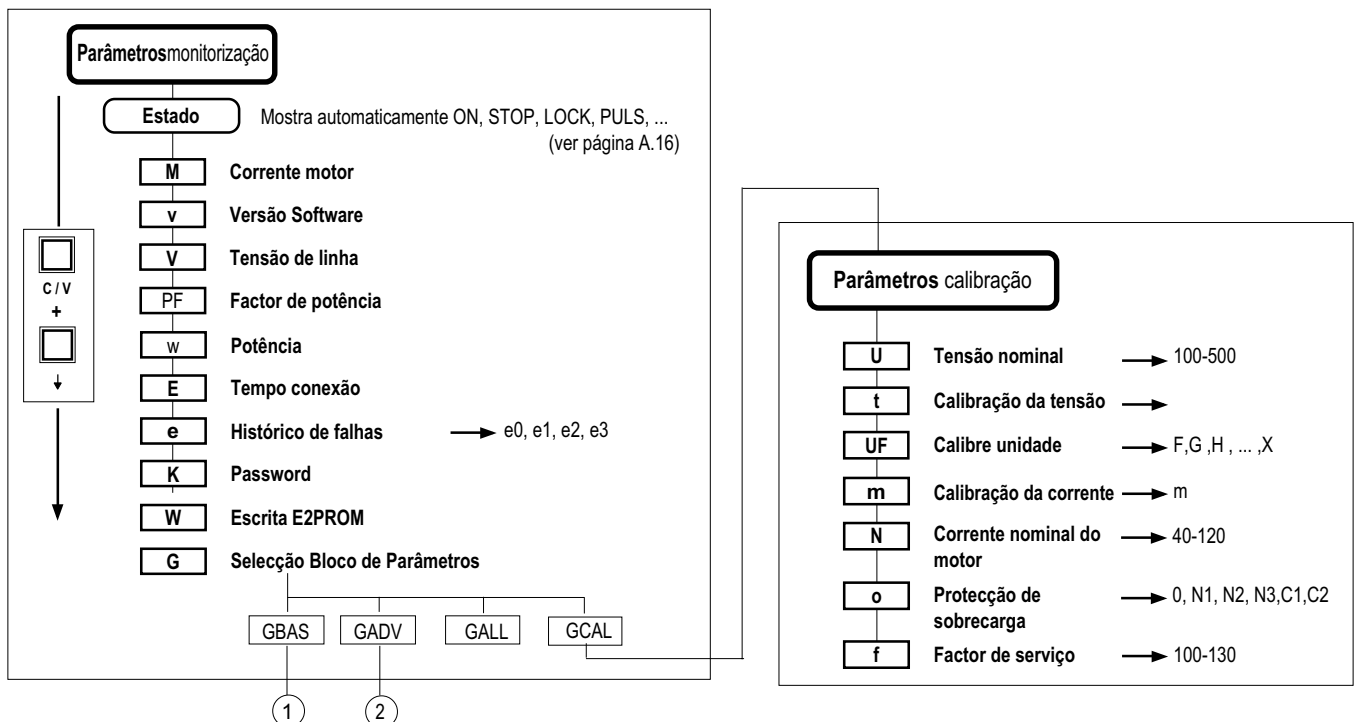 Parâmetrosmonitorização
Estado Mostra automaticamente ON, STOP, LOCK, PULS, ...
(ver página A.16)
M Corrente motor
v Versão Software
V Tensão de linha
PF Factor de potência
w Potência
E Tempo conexão
e Histórico de falhas e0, e1, e2, e3
K Password
W Escrita E2PROM
G Selecção Bloco de Parâmetros
C / V
+
GBAS GADV GALL GCAL
1 2
Parâmetros calibração
U Tensão nominal 100-500
t Calibração da tensão
UF Calibre unidade F,G ,H , ... ,X
m Calibração da corrente m
N Corrente nominal do 40-120
motor
o Protecção de 0, N1, N2, N3,C1,C2
sobrecarga
f Factor de serviço 100-130